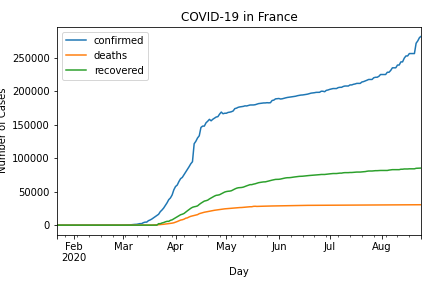 COVID-19 in France
confirmed
deaths
recovered
250000
200000
150000
100000
50000
0
Number of Cases
Feb Mar Apr May Jun Jul Aug
2020
Day